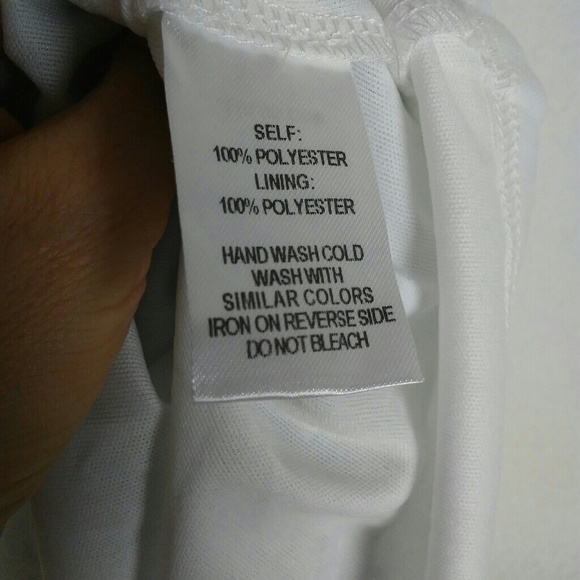 SELF:
100% POLYESTER
LINING:
100% POLYESTER
HAND WASH COLD
WASH WITH
SIMILAR COLORS
IRON ON REVERSE SIDE
DO NOT BLEACH